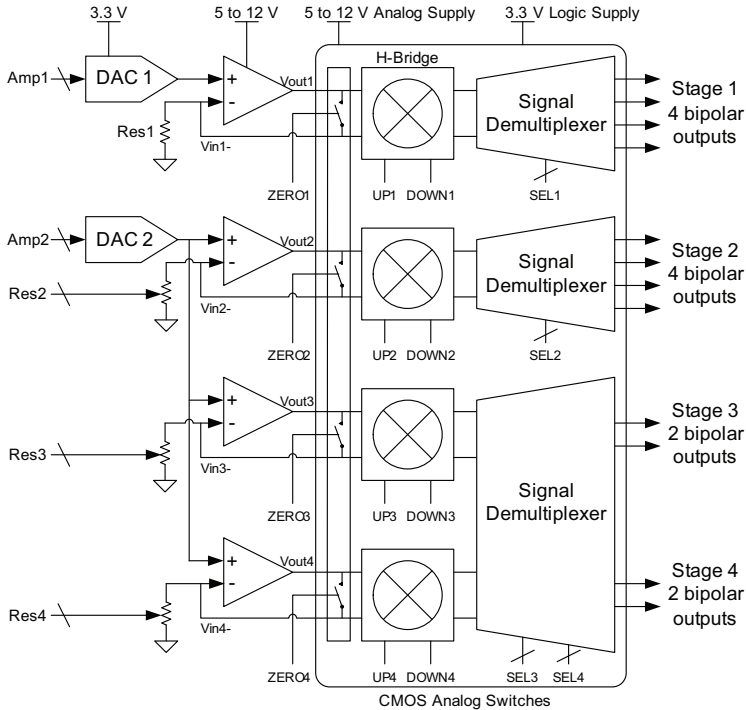 3.3 V
5 to 12 V
5 to 12 V Analog Supply
3.3 V Logic Supply
H-Bridge
Amp1
DAC 1
+
-
Vout1
Res1
Vin1-
Signal
Demultiplexer
Stage 1
4 bipolar
outputs
ZERO1
UP1
DOWN1
SEL1
Amp2
DAC 2
+
-
Vout2
Res2
Vin2-
Signal
Demultiplexer
Stage 2
4 bipolar
outputs
ZERO2
UP2
DOWN2
SEL2
+
-
Vout3
Res3
Vin3-
Stage 3
2 bipolar
outputs
ZERO3
UP3
DOWN3
Signal
Demultiplexer
+
-
Vout4
Res4
Vin4-
Stage 4
2 bipolar
outputs
ZERO4
UP4
DOWN4
SEL3
SEL4
CMOS Analog Switches